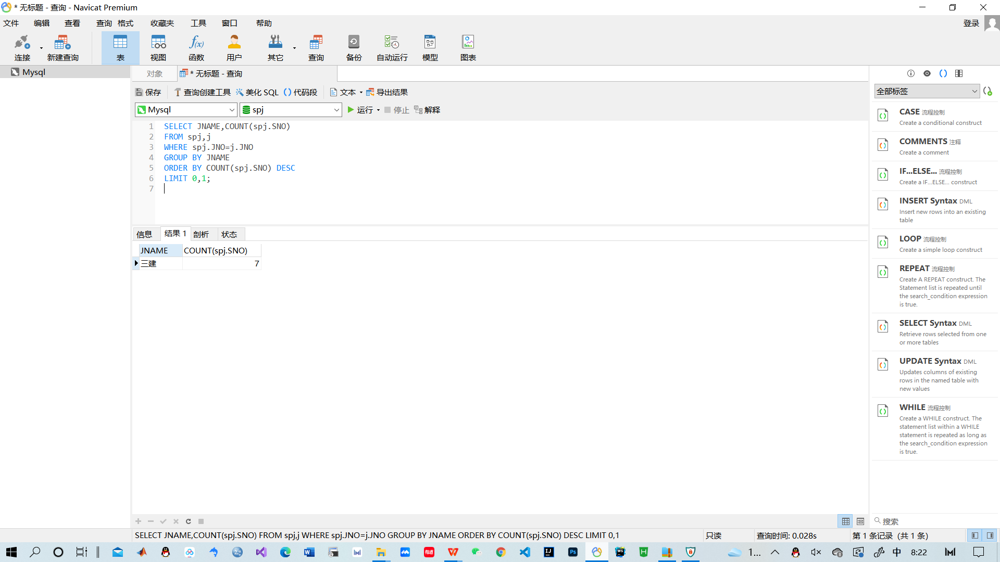 * 无标题 - 查询 - Navicat Premium
文件 编辑 查看 查询 格式 收藏夹 工具 窗口 帮助 登录
连接 新建查询 表 视图 函数 用户 其它 查询 备份 自动运行 模型 图表
Mysql
对象 * 无标题 - 查询
保存 查询创建工具 美化 SQL 代码段 文本 导出结果
Mysql spj 运行 停止 解释
1 SELECT JNAME,COUNT(spj.SNO)
2 FROM spj,j
3 WHERE spj.JNO=j.JNO
4 GROUP BY JNAME
5 ORDER BY COUNT(spj.SNO) DESC
6 LIMIT 0,1;
7
信息 结果 1 剖析 状态
JNAME COUNT(spj.SNO)
三建 7
全部标签
CASE 流程控制
Create a conditional construct
COMMENTS 注释
Create a comment
IF...ELSE... 流程控制
Create a IF...ELSE... construct
INSERT Syntax DML
Insert new rows into an existing
table
LOOP 流程控制
Create a simple loop construct
REPEAT 流程控制
Create A REPEAT construct. The
Statement list is repeated until
the search_condition expression
is true.
SELECT Syntax DML
Retrieve rows selected from one
or more tables
UPDATE Syntax DML
Updates columns of existing
rows in the named table with
new values
WHILE 流程控制
Create a WHILE construct. The
statement list within a WHILE
statement is repeated as long as
the search_condition expression
is true.
搜索
SELECT JNAME,COUNT(spj.SNO) FROM spj,j WHERE spj.JNO=j.JNO GROUP BY JNAME ORDER BY COUNT(spj.SNO) DESC LIMIT 0,1 只读 查询时间: 0.028s 第 1 条记录 (共 1 条)
1... 中 8:22